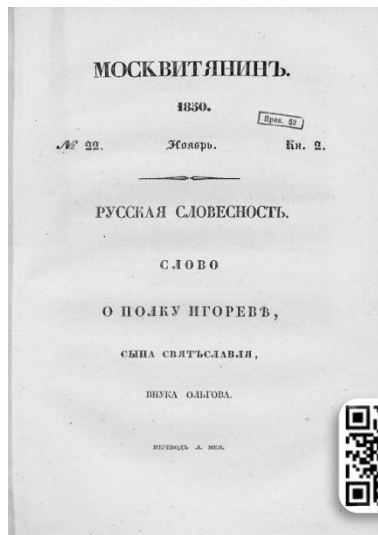 МОСКВИТЯНИНЪ.
1850.
Пров. 52
№ 22. Ноябрь. Кн. 2.
РУССКАЯ СЛОВЕСНОСТЬ.
СЛОВО
О ПОЛКУ ИГОРЕВѢ,
СЫНА СВЯТЪСЛАВЛЯ,
ВНУКА ОЛЬГОВА.
ПЕРЕВОДЪ Л. МЕЯ.